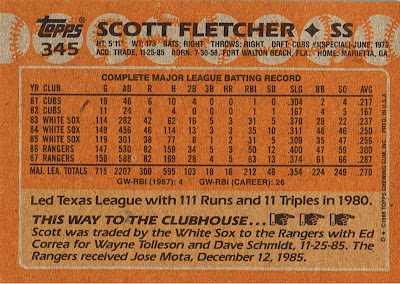 topps
345
SCOTT FLETCHER ✦ SS
HT: 5'11" WT: 173 BATS: RIGHT THROWS: RIGHT DRFT: CUBS #1(SPECIAL)-JUNE, 1979
ACQ: TRADE, 11-25-85 BORN: 7-30-58, FORT WALTON BEACH, FLA. HOME: MARIETTA, GA.
COMPLETE MAJOR LEAGUE BATTING RECORD
YR CLUB G AB R H 2B 3B HR RBI SB SLG BB SO AVG
81 CUBS 19 46 6 10 4 0 0 1 0 .304 2 4 .217
82 CUBS 11 24 4 4 0 0 0 1 1 .167 4 5 .167
83 WHITE SOX 114 262 42 62 16 5 3 31 5 .370 29 22 .237
84 WHITE SOX 149 456 46 114 13 3 3 35 10 .311 46 46 .250
85 WHITE SOX 119 301 38 77 8 1 2 31 5 .309 35 47 .256
86 RANGERS 147 530 82 159 34 5 3 50 12 .400 47 59 .300
87 RANGERS 156 588 82 169 28 4 5 63 13 .374 61 66 .287
MAJ. LEA. TOTALS 715 2207 300 595 103 18 16 212 .354 224 249 .270
GW-RBI (1987): 4 GW-RBI (CAREER): 26
Led Texas League with 111 Runs and 11 Triples in 1980.
THIS WAY TO THE CLUBHOUSE...
Scott was traded by the White Sox to the Rangers with Ed
Correa for Wayne Tolleson and Dave Schmidt, 11-25-85. The
Rangers received Jose Mota, December 12, 1985.
© 1988 TOPPS CHEWING GUM, INC. PRTD. IN U.S.A.